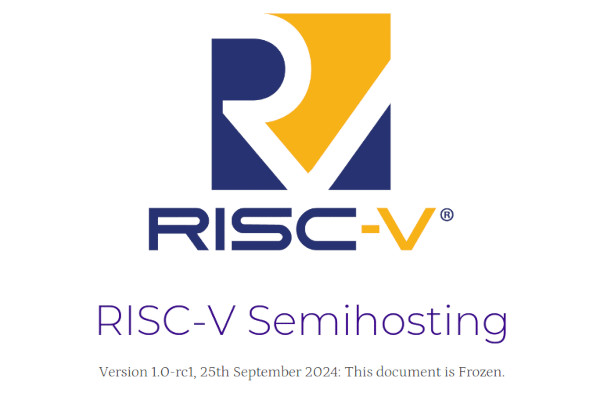 RISC-V®
RISC-V Semihosting
Version 1.0-rc1, 25th September 2024: This document is Frozen.